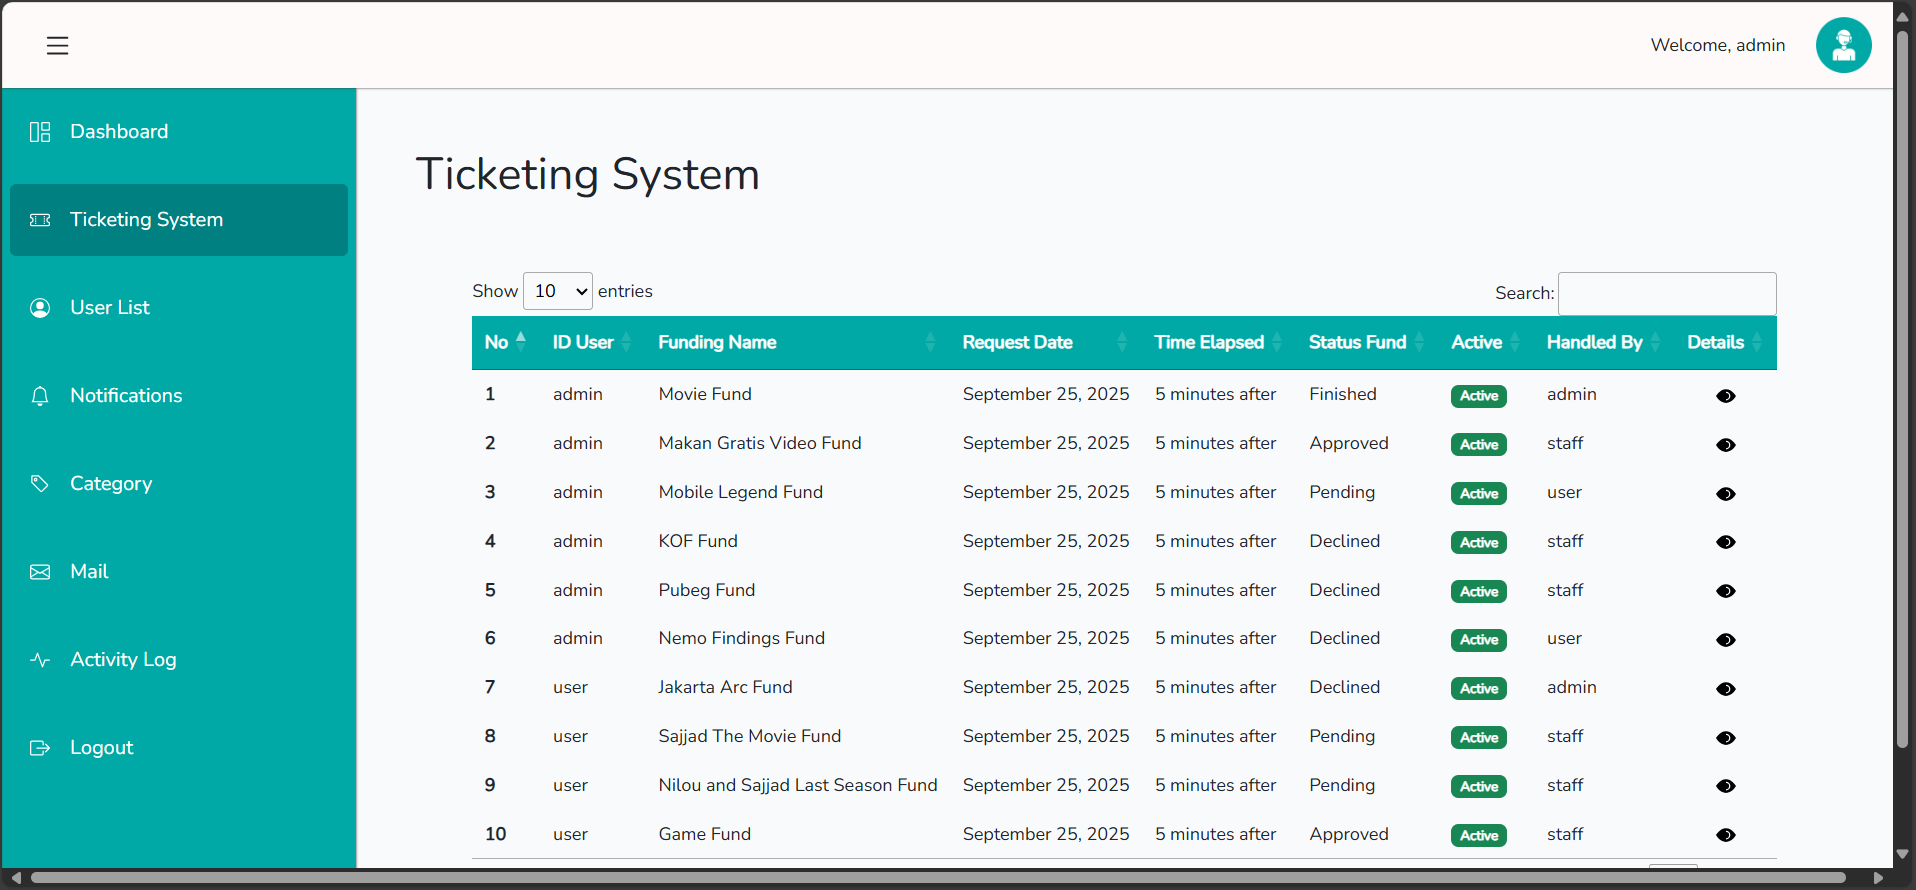 Welcome, admin
Dashboard
Ticketing System
User List
Notifications
Category
Mail
Activity Log
Logout
Ticketing System
Show 10 entries
Search:
No ID User Funding Name Request Date Time Elapsed Status Fund Active Handled By Details
1 admin Movie Fund September 25, 2025 5 minutes after Finished Active admin
2 admin Makan Gratis Video Fund September 25, 2025 5 minutes after Approved Active staff
3 admin Mobile Legend Fund September 25, 2025 5 minutes after Pending Active user
4 admin KOF Fund September 25, 2025 5 minutes after Declined Active staff
5 admin Pubeg Fund September 25, 2025 5 minutes after Declined Active staff
6 admin Nemo Findings Fund September 25, 2025 5 minutes after Declined Active user
7 user Jakarta Arc Fund September 25, 2025 5 minutes after Declined Active admin
8 user Sajjad The Movie Fund September 25, 2025 5 minutes after Pending Active staff
9 user Nilou and Sajjad Last Season Fund September 25, 2025 5 minutes after Pending Active staff
10 user Game Fund September 25, 2025 5 minutes after Approved Active staff